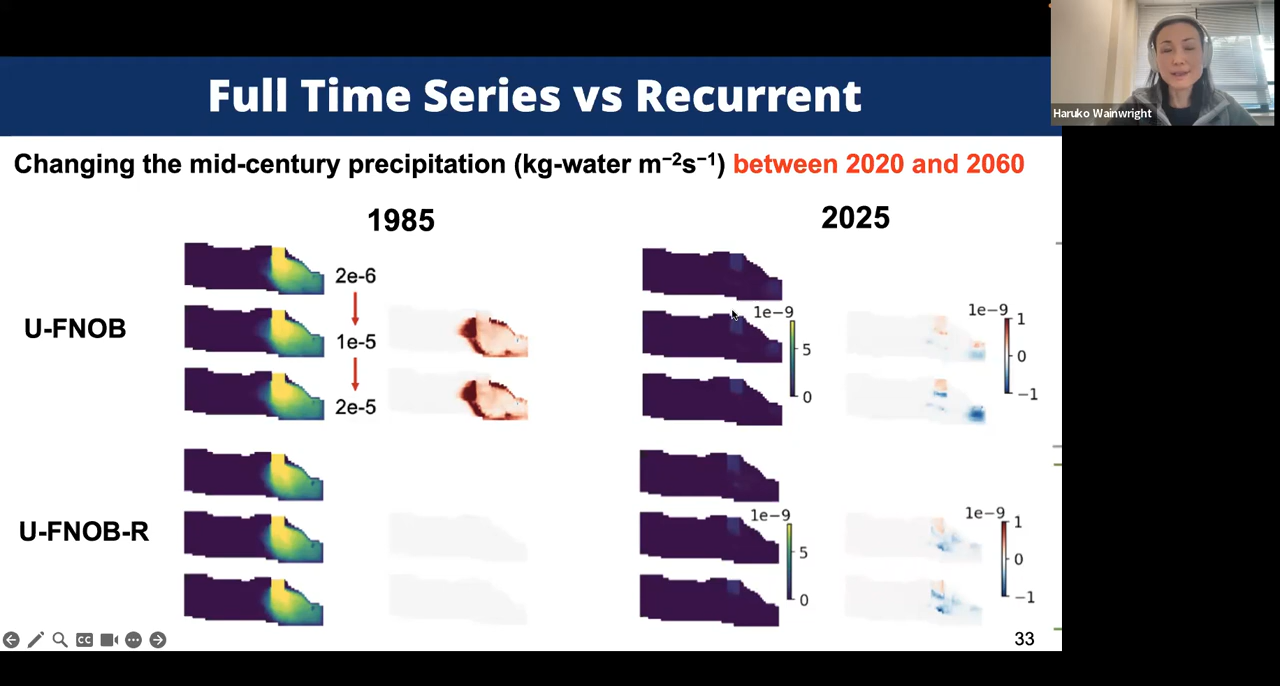 Full Time Series vs Recurrent
Haruko Wainwright
Changing the mid-century precipitation (kg-water m⁻²s⁻¹) between 2020 and 2060
1985
2025
U-FNOB
2e-6
1e-5
2e-5
1e-9
5
0
1e-9
1
0
−1
U-FNOB-R
1e-9
5
0
1e-9
1
0
−1
CC
33